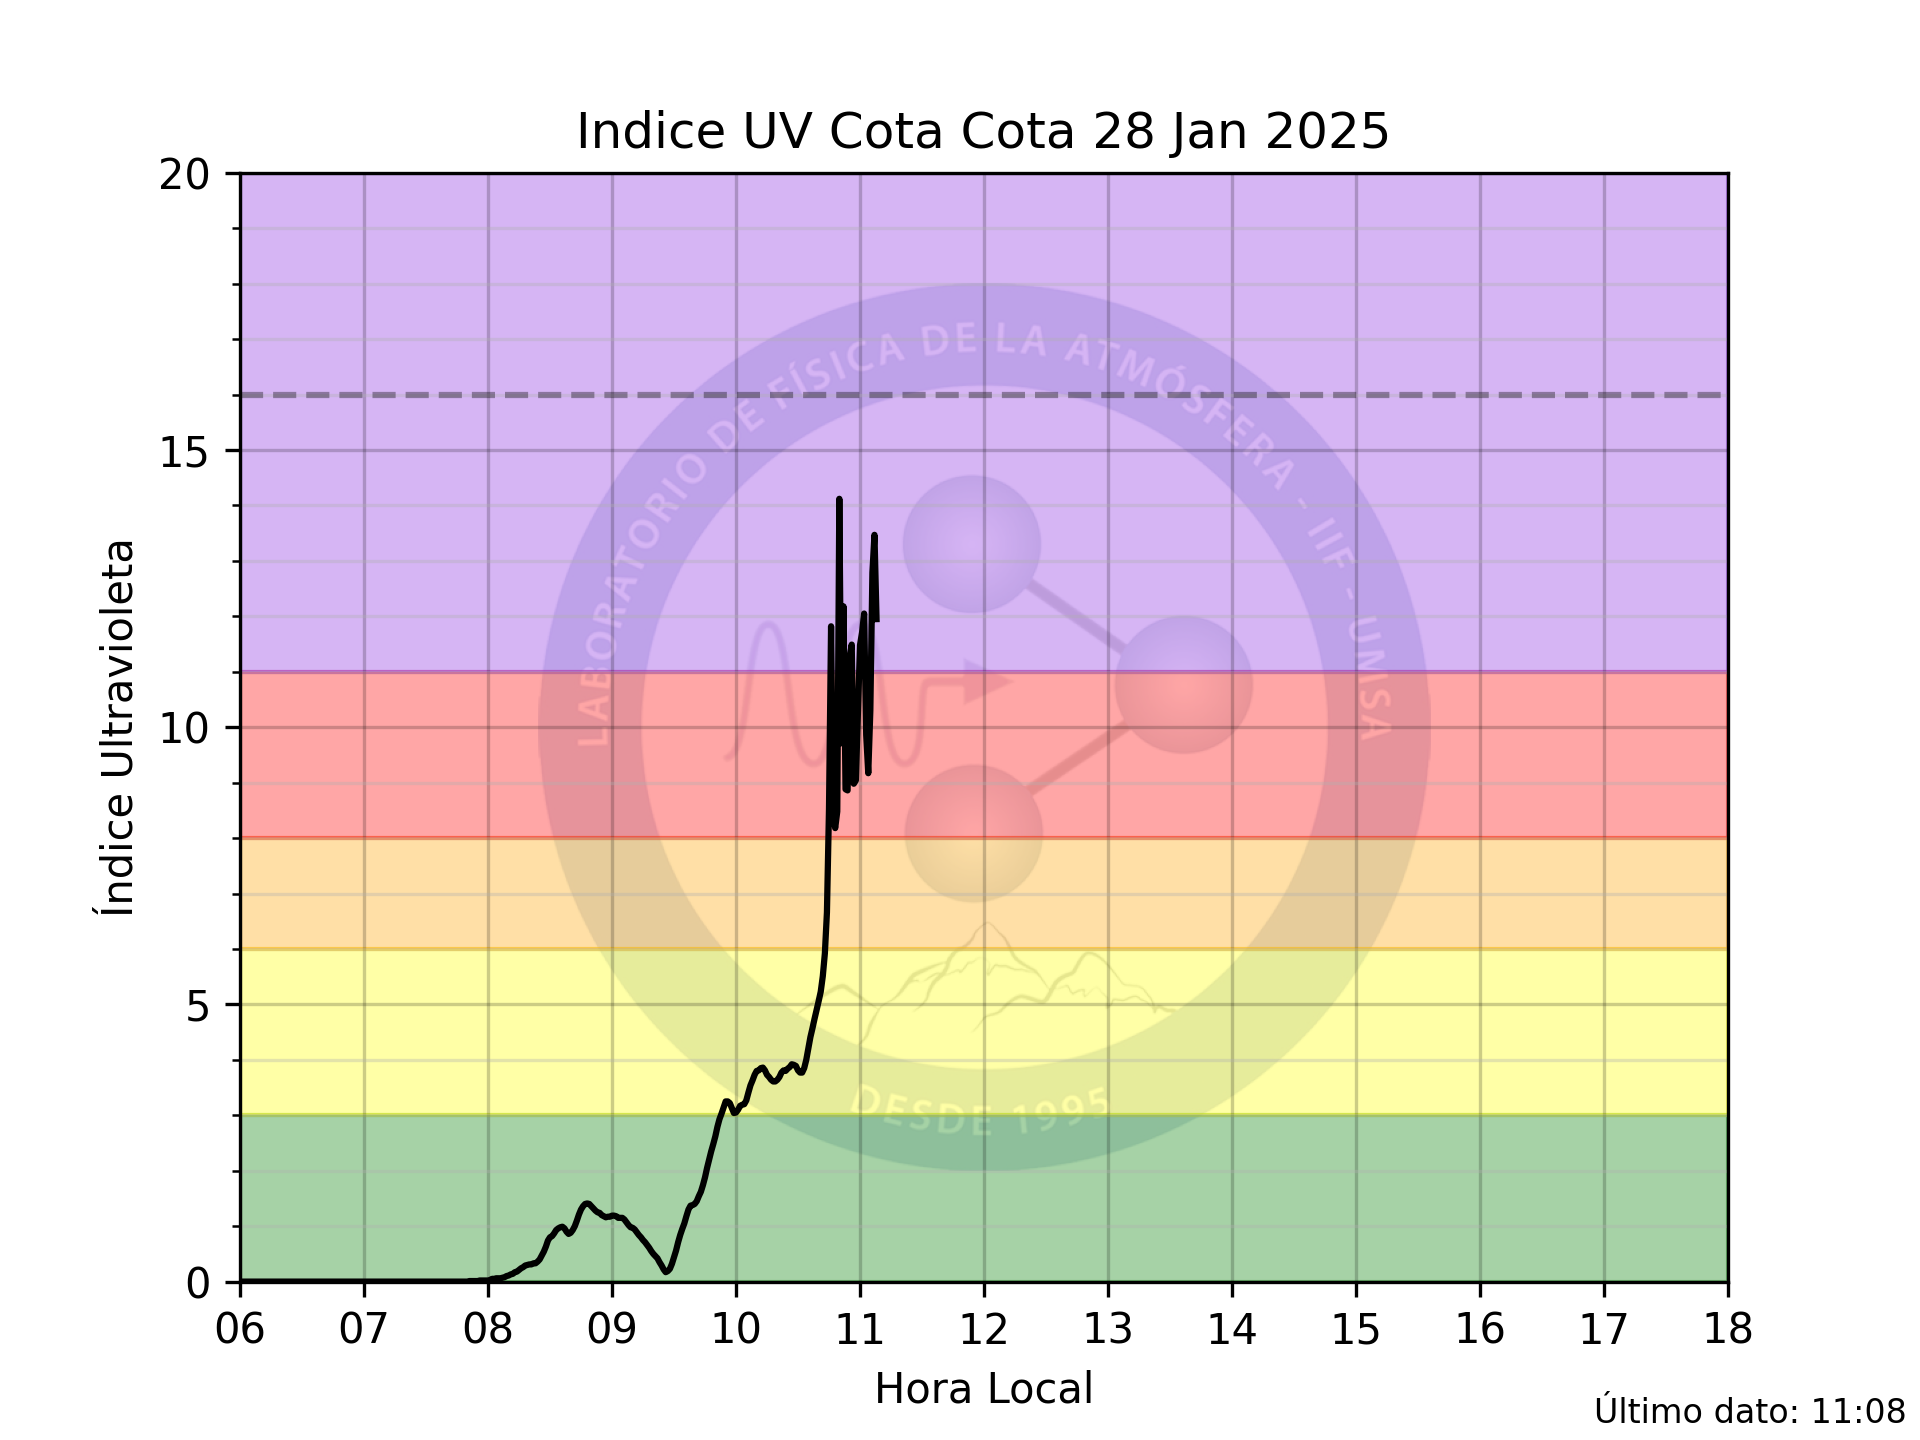 Indice UV Cota Cota 28 Jan 2025
20
15
10
5
0
Índice Ultravioleta
LABORATORIO DE FÍSICA DE LA ATMÓSFERA - IIF - UMSA
DESDE 1995
06 07 08 09 10 11 12 13 14 15 16 17 18
Hora Local
Último dato: 11:08